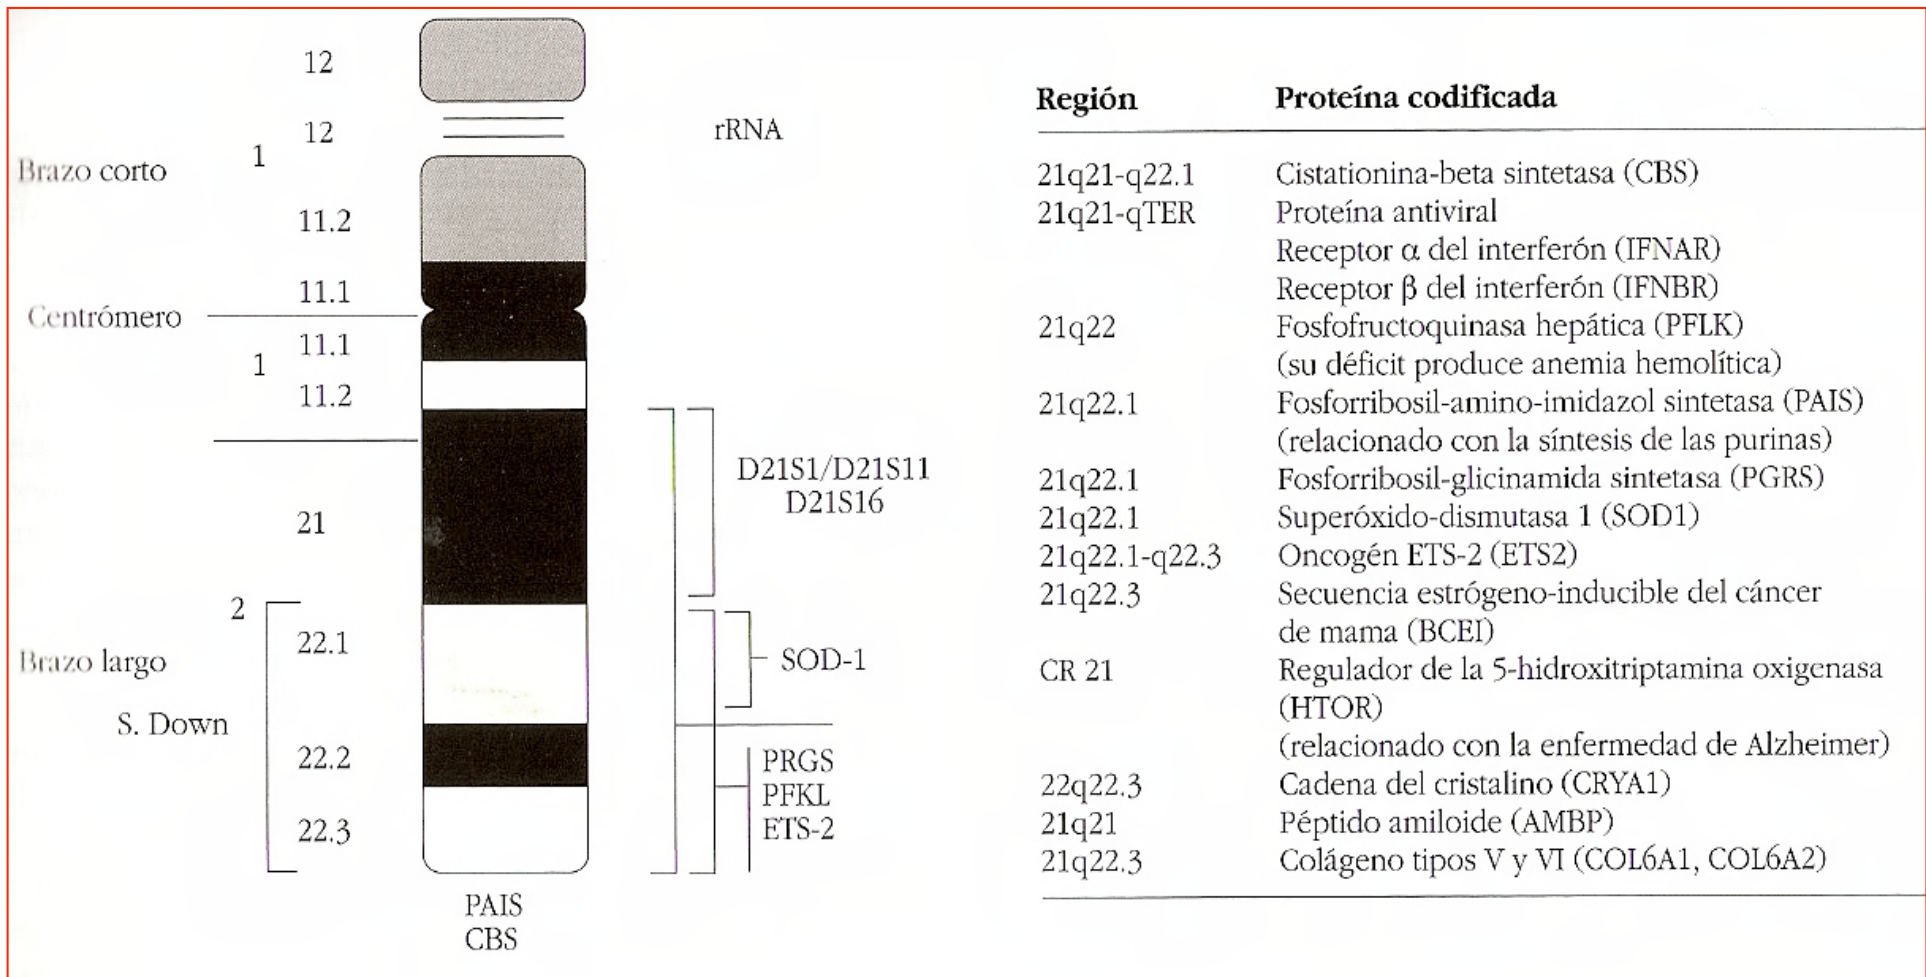 12
12
rRNA
1
Brazo corto
11.2
11.1
Centrómero
11.1
1
11.2
D21S1/D21S11
D21S16
21
2
22.1
SOD-1
Brazo largo
S. Down
22.2
PRGS
PFKL
ETS-2
22.3
PAIS
CBS
Región Proteína codificada
21q21-q22.1 Cistationina-beta sintetasa (CBS)
21q21-qTER Proteína antiviral
Receptor α del interferón (IFNAR)
Receptor β del interferón (IFNBR)
21q22 Fosfofructoquinasa hepática (PFLK)
(su déficit produce anemia hemolítica)
21q22.1 Fosforribosil-amino-imidazol sintetasa (PAIS)
(relacionado con la síntesis de las purinas)
21q22.1 Fosforribosil-glicinamida sintetasa (PGRS)
21q22.1 Superóxido-dismutasa 1 (SOD1)
21q22.1-q22.3 Oncogén ETS-2 (ETS2)
21q22.3 Secuencia estrógeno-inducible del cáncer
de mama (BCEI)
CR 21 Regulador de la 5-hidroxitriptamina oxigenasa
(HTOR)
(relacionado con la enfermedad de Alzheimer)
22q22.3 Cadena del cristalino (CRYA1)
21q21 Péptido amiloide (AMBP)
21q22.3 Colágeno tipos V y VI (COL6A1, COL6A2)